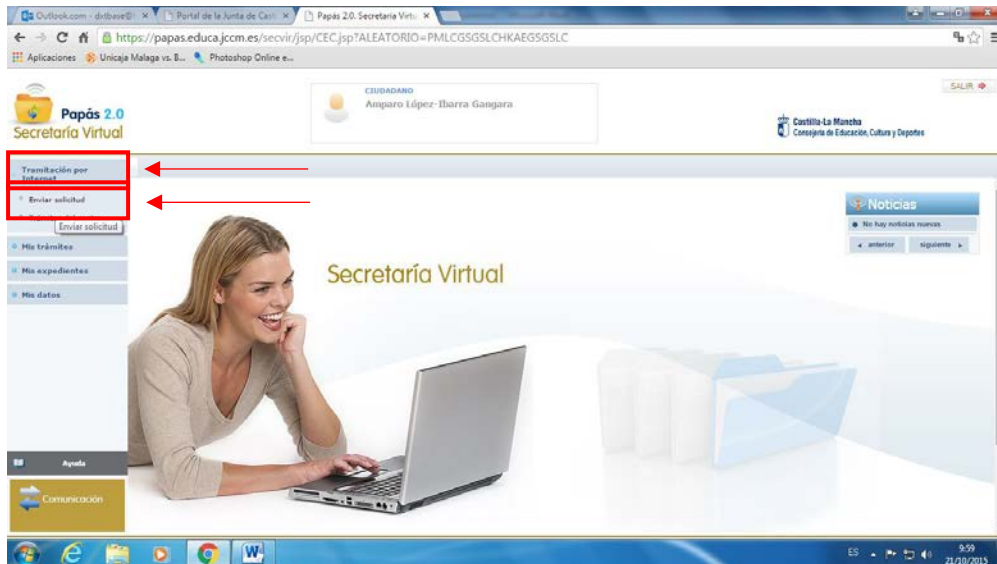 Outlook.com - dxtbase@
Portal de la Junta de Casti
Papás 2.0. Secretaría Virtu
https://papas.educa.jccm.es/secvir/jsp/CEC.jsp?ALEATORIO=PMLCGSGSLCHKAEGSGSLC
Aplicaciones
Unicaja Malaga vs. B...
Photoshop Online e...
Papás 2.0
Secretaría Virtual
CIUDADANO
Amparo López-Ibarra Gangara
SALIR
Castilla-La Mancha
Consejería de Educación, Cultura y Deportes
Tramitación por
Internet
Enviar solicitud
Enviar solicitud
Mis trámites
Mis expedientes
Mis datos
Secretaría Virtual
Noticias
No hay noticias nuevas
anterior siguiente
Ayuda
Comunicación
ES
9:59
21/10/2015